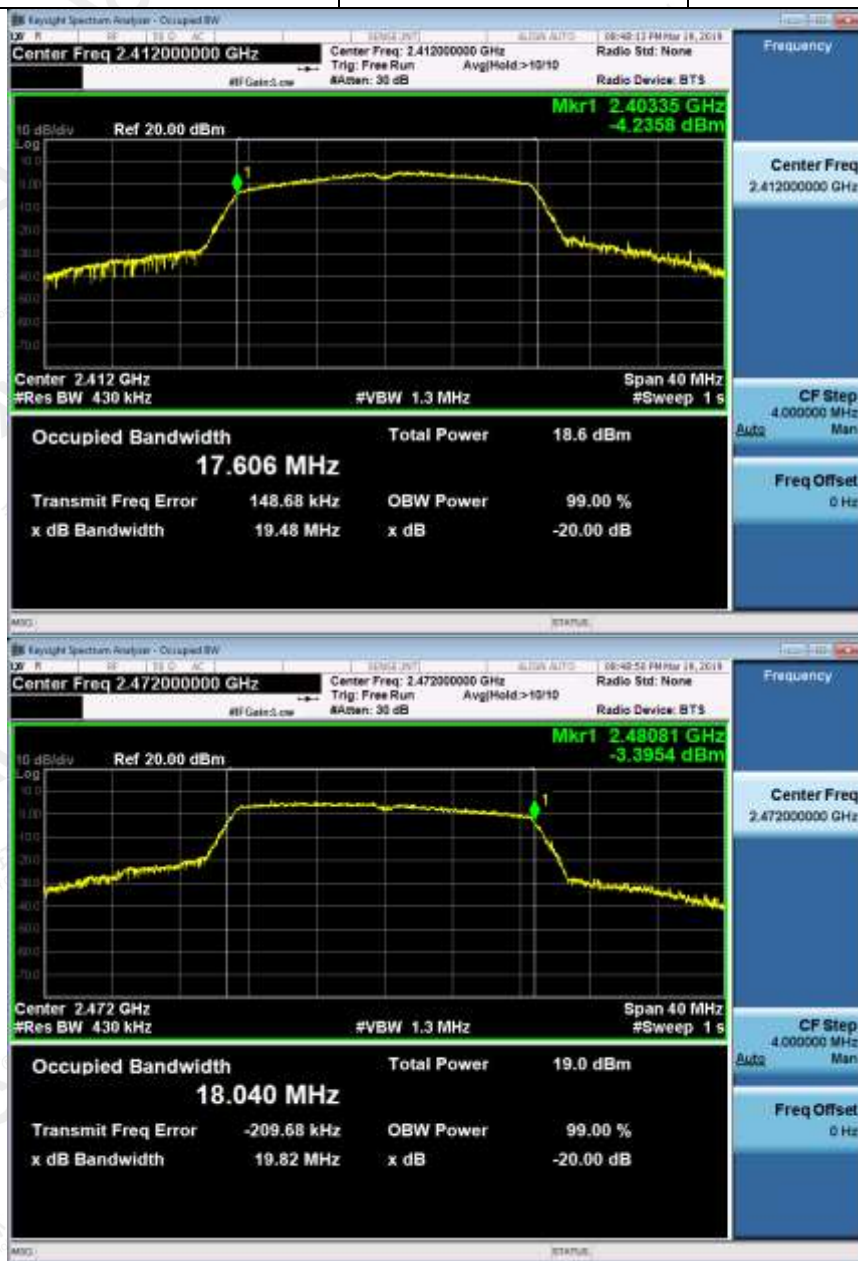 Keysight Spectrum Analyzer - Occupied BW
Center Freq 2.412000000 GHz
Center Freq: 2.412000000 GHz
Radio Std: None
Trig: Free Run Avg|Hold:>10/10
#IFGain:Low #Atten: 30 dB Radio Device: BTS
Frequency
Mkr1 2.40335 GHz
-4.2358 dBm
10 dB/div Ref 20.00 dBm
Log
1
Center Freq
2.412000000 GHz
Center 2.412 GHz Span 40 MHz
#Res BW 430 kHz #VBW 1.3 MHz #Sweep 1 s
CF Step
4.000000 MHz
Auto Man
Occupied Bandwidth Total Power 18.6 dBm
17.606 MHz
Transmit Freq Error 148.68 kHz OBW Power 99.00 %
x dB Bandwidth 19.48 MHz x dB -20.00 dB
Freq Offset
0 Hz
MSG STATUS
Keysight Spectrum Analyzer - Occupied BW
Center Freq 2.472000000 GHz
Center Freq: 2.472000000 GHz
Radio Std: None
Trig: Free Run Avg|Hold:>10/10
#IFGain:Low #Atten: 30 dB Radio Device: BTS
Frequency
Mkr1 2.48081 GHz
-3.3954 dBm
10 dB/div Ref 20.00 dBm
Log
1
Center Freq
2.472000000 GHz
Center 2.472 GHz Span 40 MHz
#Res BW 430 kHz #VBW 1.3 MHz #Sweep 1 s
CF Step
4.000000 MHz
Auto Man
Occupied Bandwidth Total Power 19.0 dBm
18.040 MHz
Transmit Freq Error -209.68 kHz OBW Power 99.00 %
x dB Bandwidth 19.82 MHz x dB -20.00 dB
Freq Offset
0 Hz
MSG STATUS